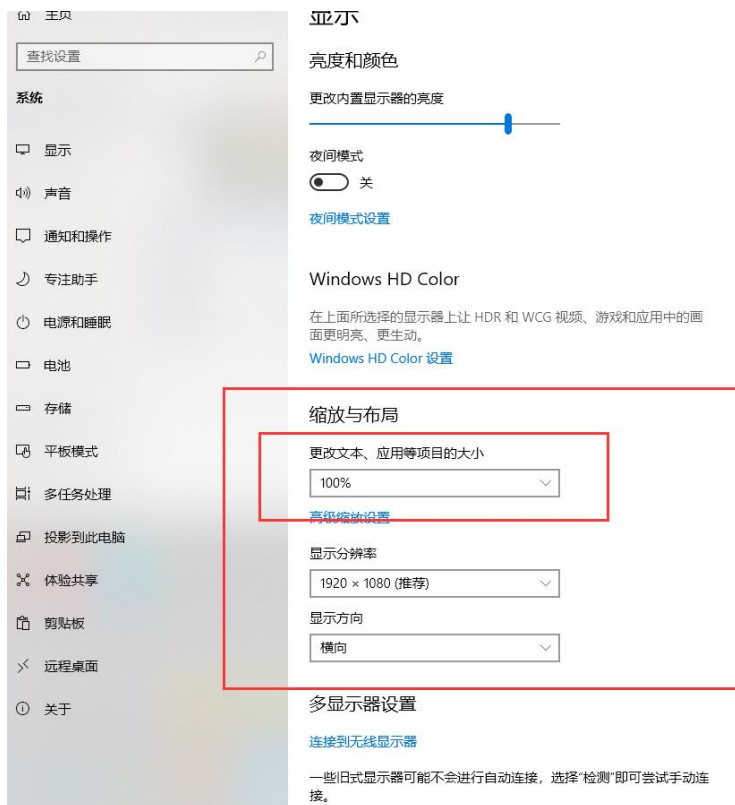 主页
查找设置
系统
显示
声音
通知和操作
专注助手
电源和睡眠
电池
存储
平板模式
多任务处理
投影到此电脑
体验共享
剪贴板
远程桌面
关于
显示
亮度和颜色
更改内置显示器的亮度
夜间模式
关
夜间模式设置
Windows HD Color
在上面所选择的显示器上让 HDR 和 WCG 视频、游戏和应用中的画
面更明亮、更生动。
Windows HD Color 设置
缩放与布局
更改文本、应用等项目的大小
100%
高级缩放设置
显示分辨率
1920 × 1080 (推荐)
显示方向
横向
多显示器设置
连接到无线显示器
一些旧式显示器可能不会进行自动连接，选择"检测"即可尝试手动连
接。